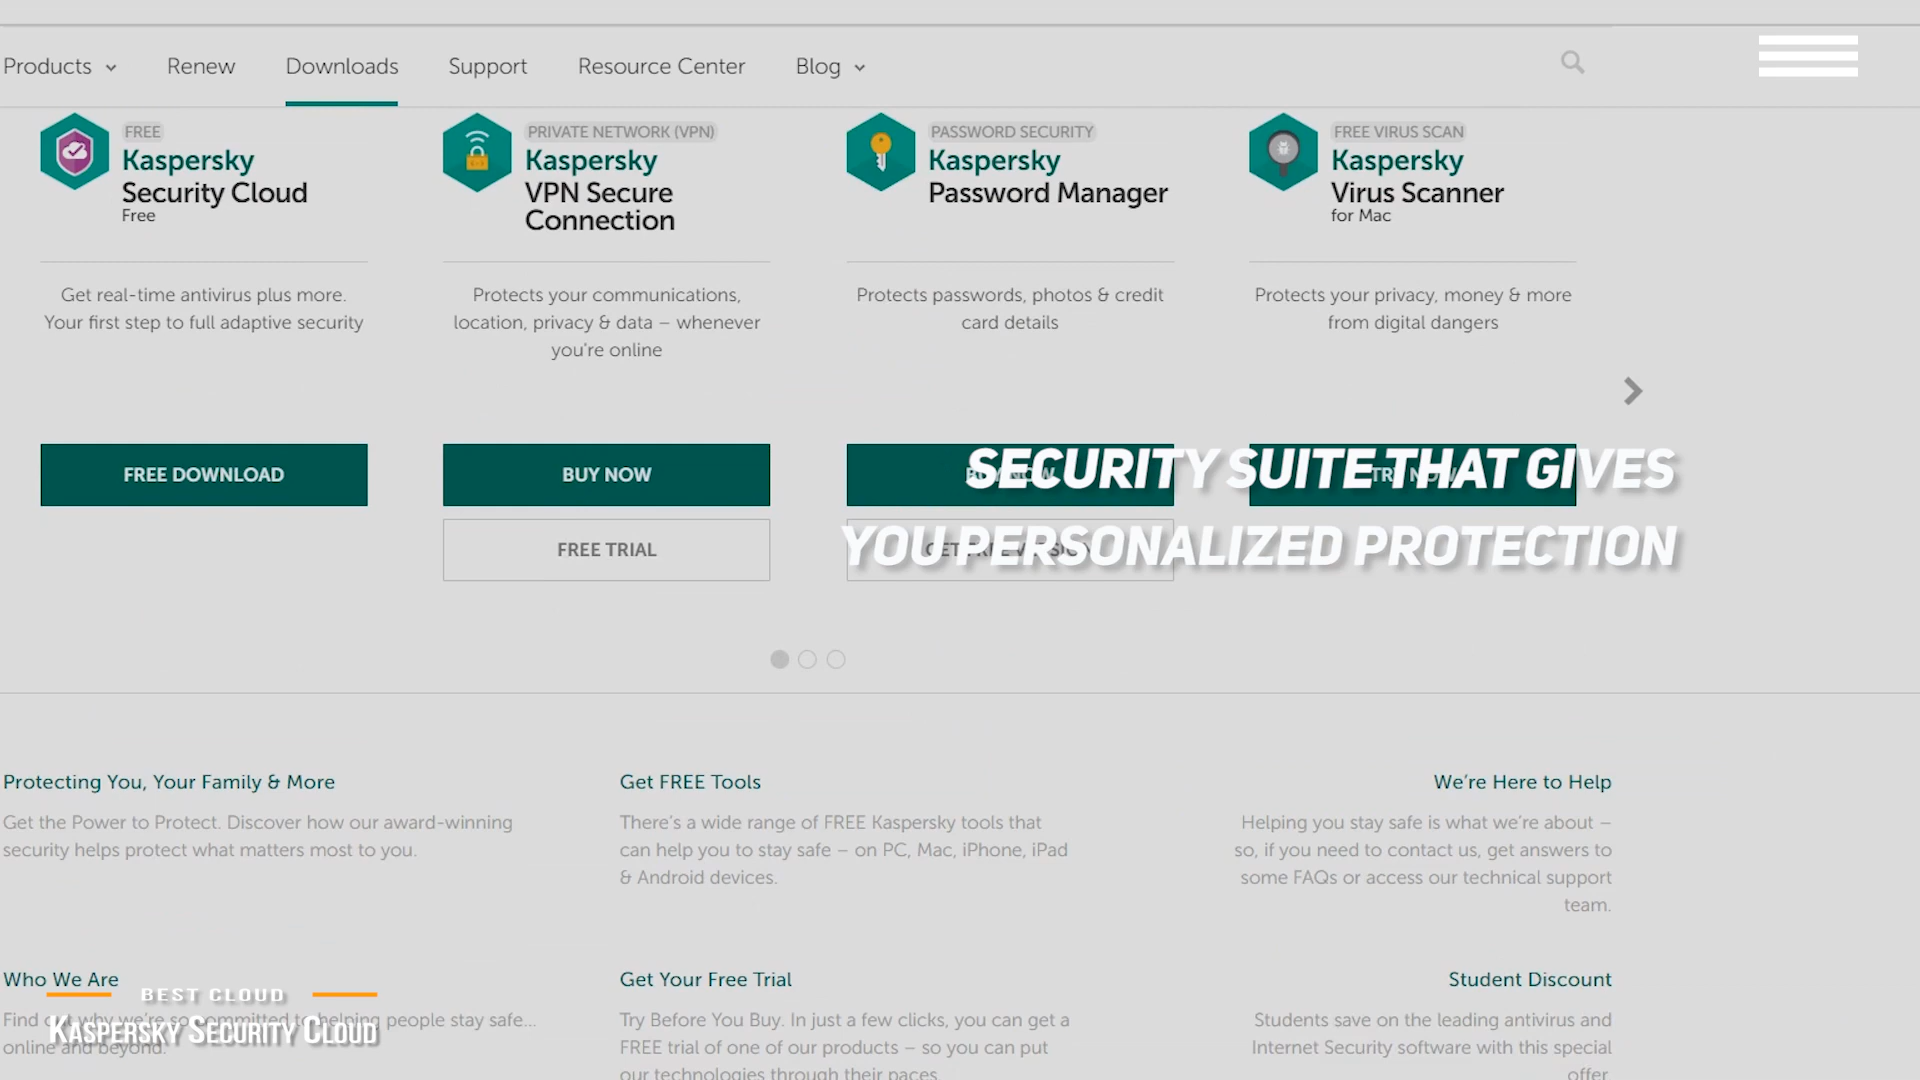 Products Renew Downloads Support Resource Center Blog
FREE
Kaspersky
Security Cloud
Free
Get real-time antivirus plus more.
Your first step to full adaptive security
FREE DOWNLOAD
PRIVATE NETWORK (VPN)
Kaspersky
VPN Secure
Connection
Protects your communications,
location, privacy & data – whenever
you're online
BUY NOW
FREE TRIAL
PASSWORD SECURITY
Kaspersky
Password Manager
Protects passwords, photos & credit
card details
BUY NOW
GET FREE VERSION
FREE VIRUS SCAN
Kaspersky
Virus Scanner
for Mac
Protects your privacy, money & more
from digital dangers
TRY NOW
SECURITY SUITE THAT GIVES
YOU PERSONALIZED PROTECTION
Protecting You, Your Family & More
Get the Power to Protect. Discover how our award-winning
security helps protect what matters most to you.
Get FREE Tools
There's a wide range of FREE Kaspersky tools that
can help you to stay safe – on PC, Mac, iPhone, iPad
& Android devices.
We're Here to Help
Helping you stay safe is what we're about –
so, if you need to contact us, get answers to
some FAQs or access our technical support
team.
Who We Are
Find out why we're so committed to helping people stay safe...
online and beyond.
Get Your Free Trial
Try Before You Buy. In just a few clicks, you can get a
FREE trial of one of our products – so you can put
our technologies through their paces.
Student Discount
Students save on the leading antivirus and
Internet Security software with this special
offer.
BEST CLOUD
KASPERSKY SECURITY CLOUD